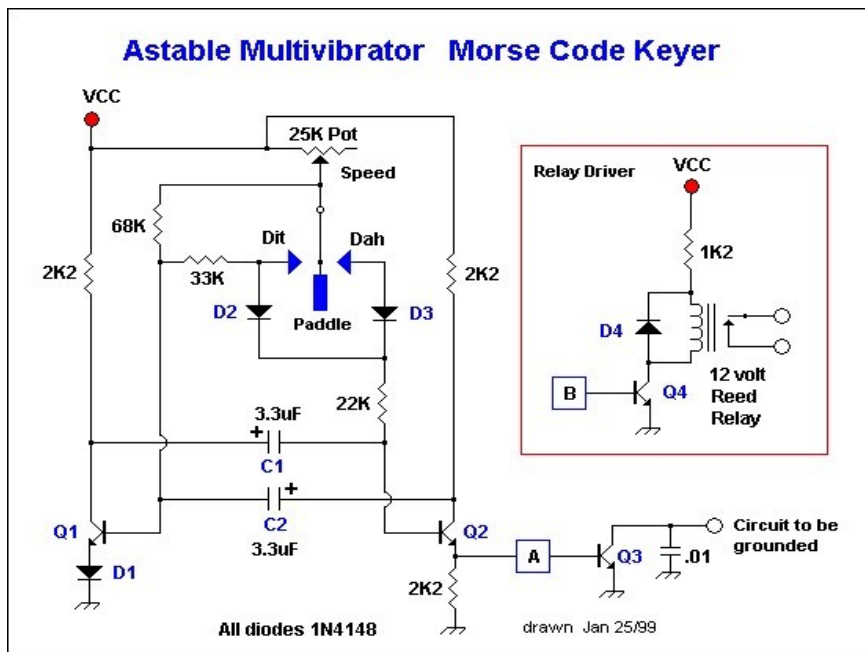 Astable Multivibrator Morse Code Keyer
VCC
25K Pot
Speed
68K
Dit
Dah
2K2
33K
2K2
D2
Paddle
D3
22K
3.3uF
+
C1
+
C2
3.3uF
Q1
D1
Q2
2K2
A
Q3
.01
Circuit to be
grounded
Relay Driver
VCC
1K2
D4
B
Q4
12 volt
Reed
Relay
All diodes 1N4148
drawn Jan 25/99